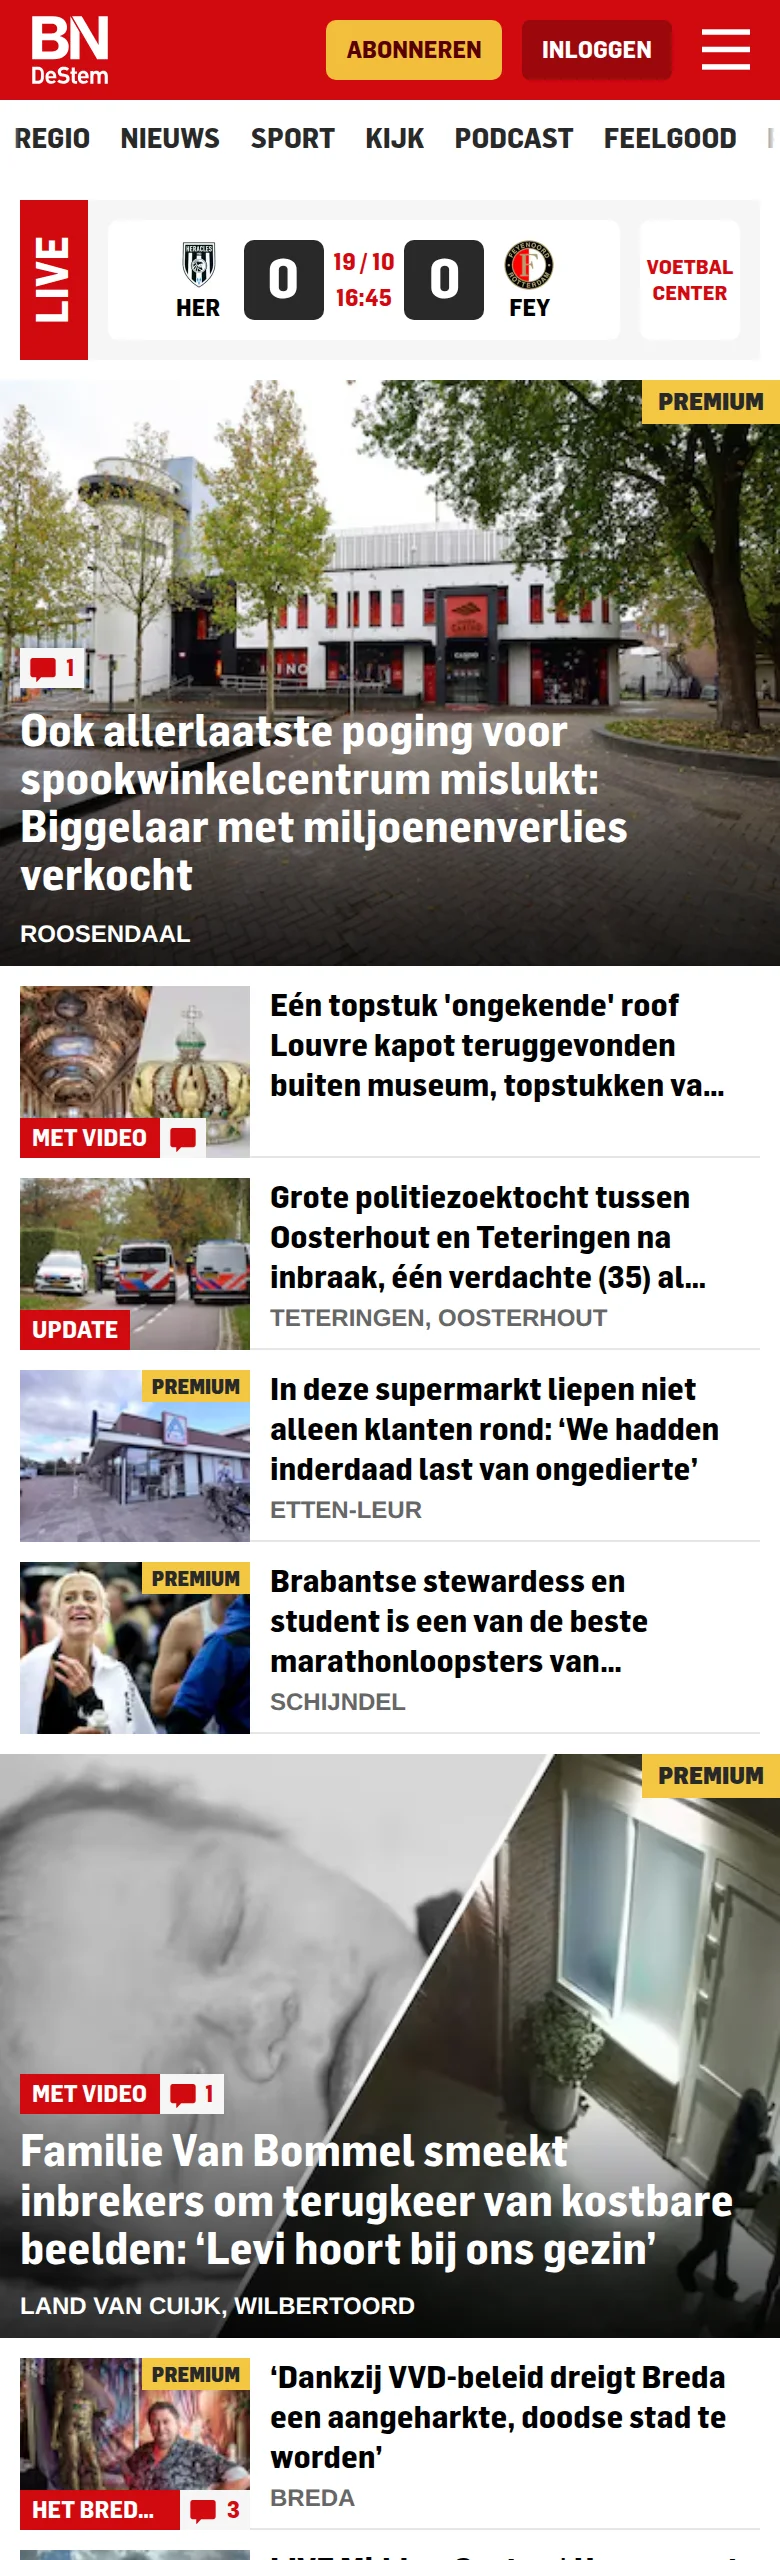 BN
DeStem
ABONNEREN
INLOGGEN
REGIO NIEUWS SPORT KIJK PODCAST FEELGOOD
LIVE
HERACLES
HER
0
19 / 10
16:45
0
FEYENOORD
ROTTERDAM
FEY
VOETBAL
CENTER
PREMIUM
CASINO
1
Ook allerlaatste poging voor
spookwinkelcentrum mislukt:
Biggelaar met miljoenenverlies
verkocht
ROOSENDAAL
MET VIDEO
Eén topstuk 'ongekende' roof
Louvre kapot teruggevonden
buiten museum, topstukken va...
UPDATE
Grote politiezoektocht tussen
Oosterhout en Teteringen na
inbraak, één verdachte (35) al...
TETERINGEN, OOSTERHOUT
PREMIUM
In deze supermarkt liepen niet
alleen klanten rond: ‘We hadden
inderdaad last van ongedierte’
ETTEN-LEUR
PREMIUM
Brabantse stewardess en
student is een van de beste
marathonloopsters van...
SCHIJNDEL
PREMIUM
MET VIDEO
1
Familie Van Bommel smeekt
inbrekers om terugkeer van kostbare
beelden: ‘Levi hoort bij ons gezin’
LAND VAN CUIJK, WILBERTOORD
PREMIUM
HET BRED...
3
‘Dankzij VVD-beleid dreigt Breda
een aangeharkte, doodse stad te
worden’
BREDA